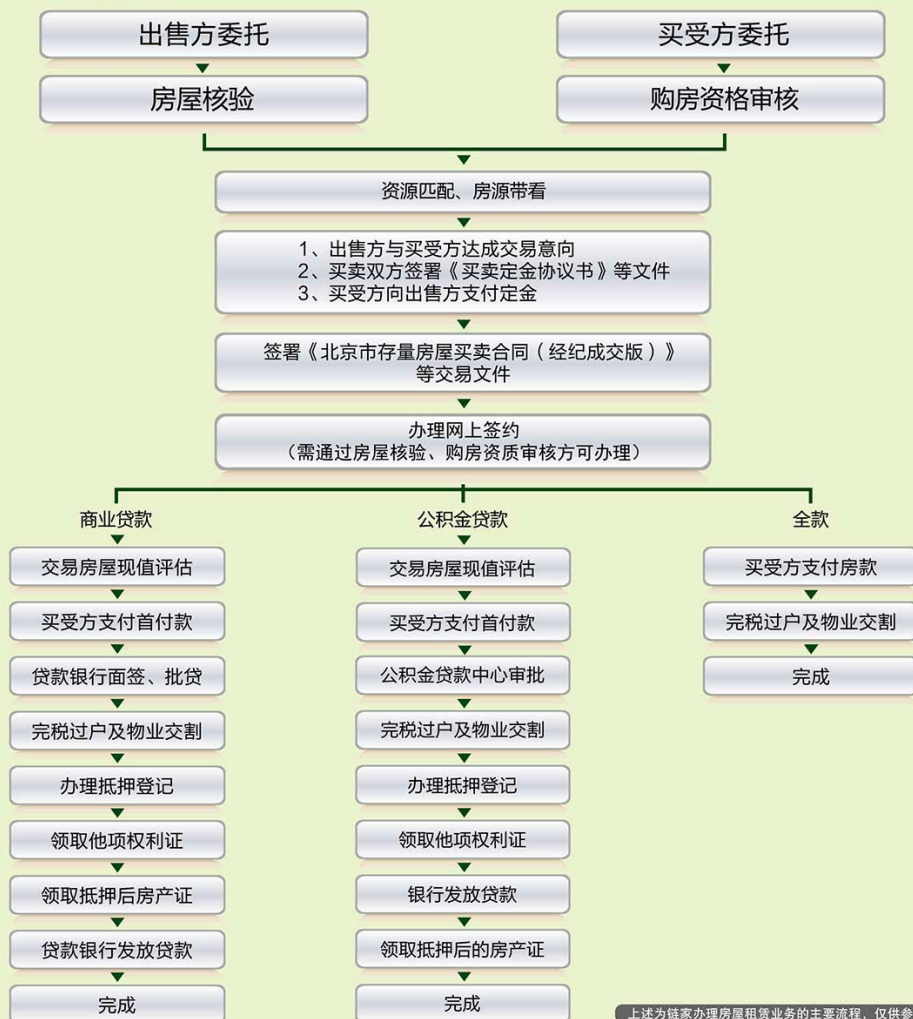 出售方委托
买受方委托
房屋核验
购房资格审核
资源匹配、房源带看
1、出售方与买受方达成交易意向
2、买卖双方签署《买卖定金协议书》等文件
3、买受方向出售方支付定金
签署《北京市存量房屋买卖合同（经纪成交版）》
等交易文件
办理网上签约
（需通过房屋核验、购房资质审核方可办理）
商业贷款
交易房屋现值评估
买受方支付首付款
贷款银行面签、批贷
完税过户及物业交割
办理抵押登记
领取他项权利证
领取抵押后房产证
贷款银行发放贷款
完成
公积金贷款
交易房屋现值评估
买受方支付首付款
公积金贷款中心审批
完税过户及物业交割
办理抵押登记
领取他项权利证
银行发放贷款
领取抵押后的房产证
完成
全款
买受方支付房款
完税过户及物业交割
完成
上述为链家办理房屋租赁业务的主要流程，仅供参